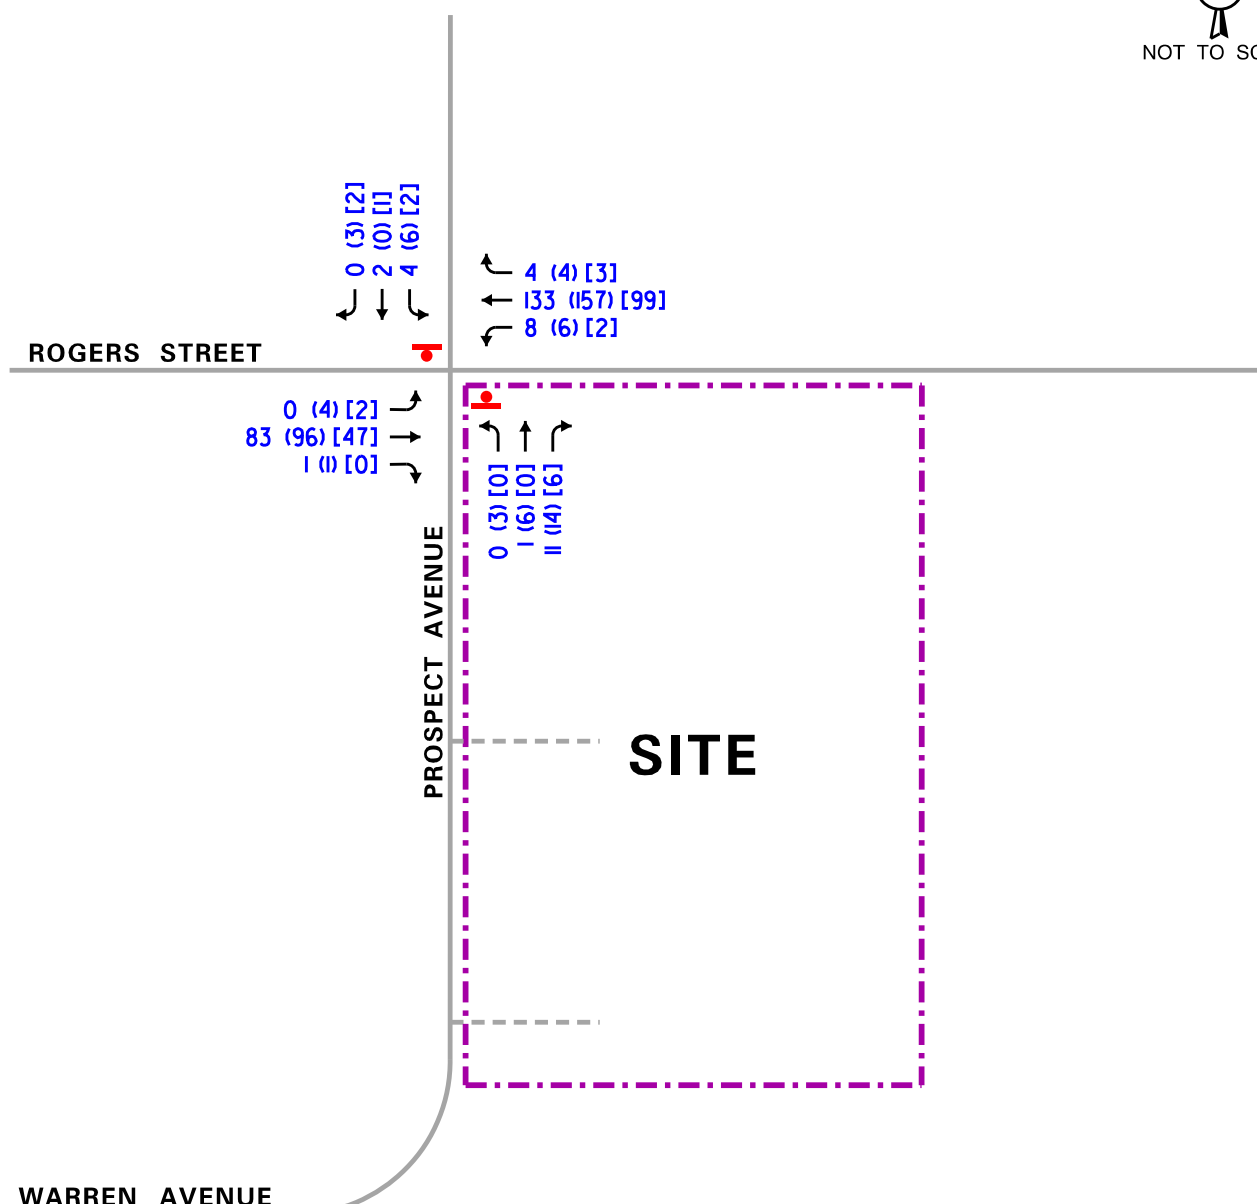 NOT TO SC
0 (3) [2]
2 (0) [1]
4 (6) [2]
4 (4) [3]
133 (157) [99]
8 (6) [2]
ROGERS STREET
0 (4) [2]
83 (96) [47]
1 (1) [0]
0 (3) [0]
1 (6) [0]
11 (14) [6]
PROSPECT AVENUE
SITE
WARREN AVENUE